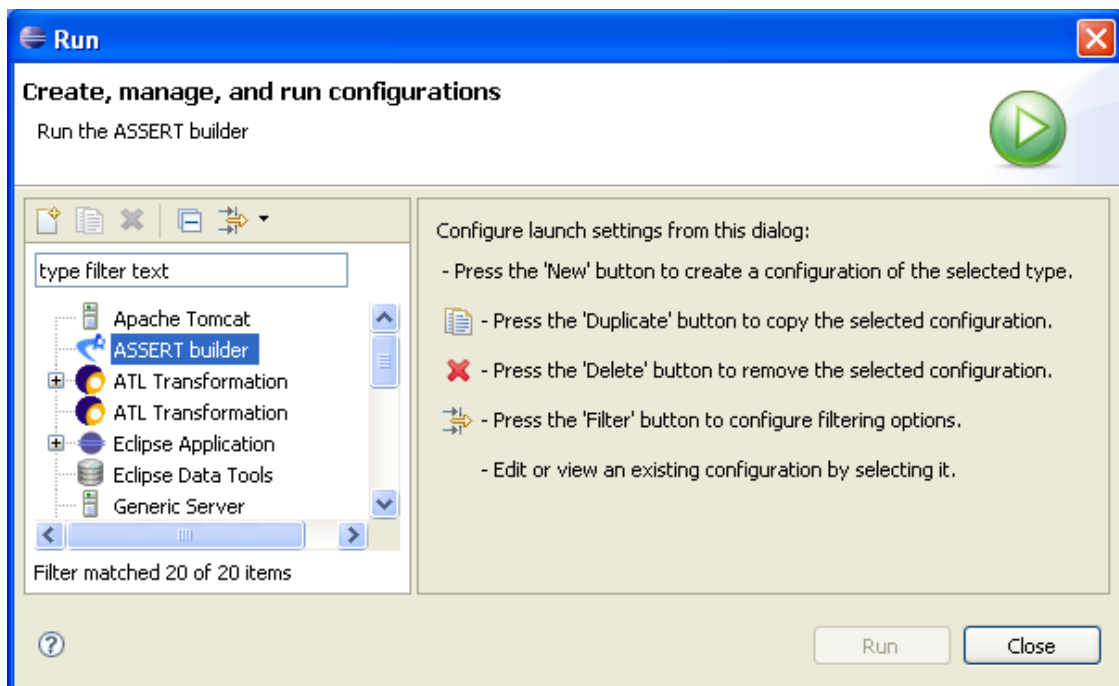 Run
Create, manage, and run configurations
Run the ASSERT builder
type filter text
Apache Tomcat
ASSERT builder
ATL Transformation
ATL Transformation
Eclipse Application
Eclipse Data Tools
Generic Server
Filter matched 20 of 20 items
Configure launch settings from this dialog:
- Press the 'New' button to create a configuration of the selected type.
- Press the 'Duplicate' button to copy the selected configuration.
- Press the 'Delete' button to remove the selected configuration.
- Press the 'Filter' button to configure filtering options.
- Edit or view an existing configuration by selecting it.
Run
Close